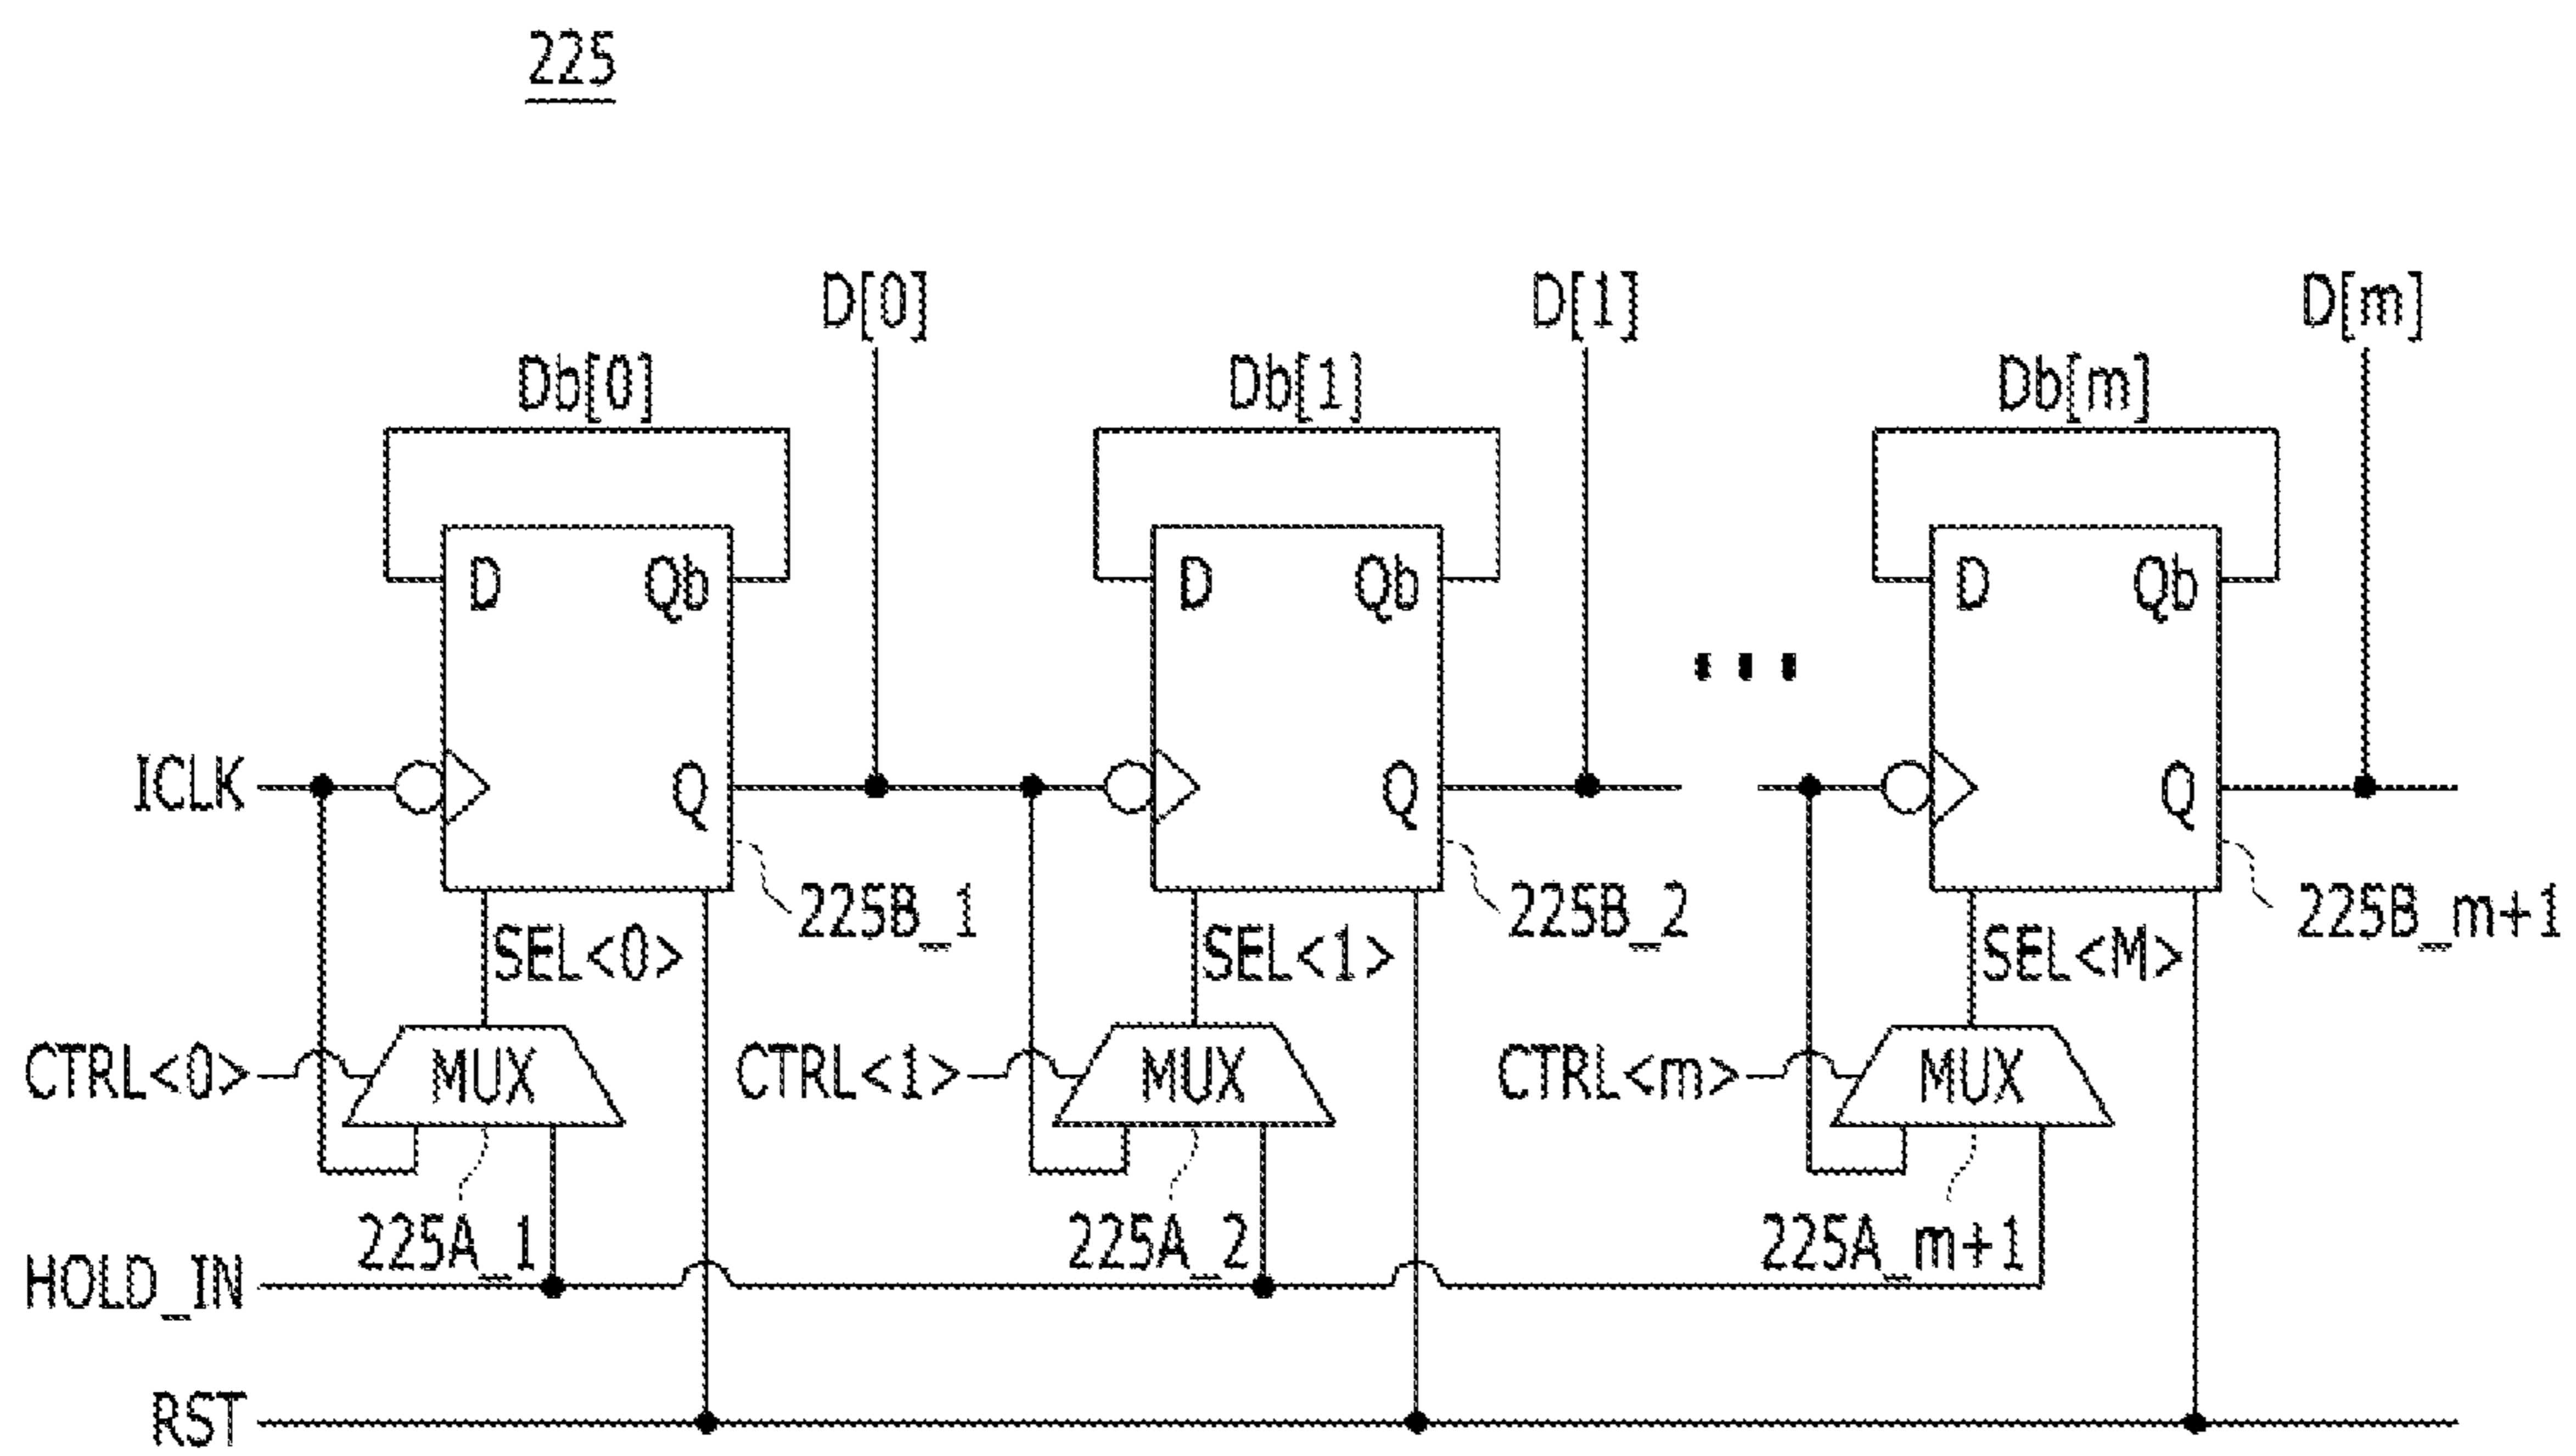 225
D[0] D[1] D[m]
Db[0] Db[1] Db[m]
D Qb D Qb D Qb
ICLK Q Q Q
225B_1 225B_2 225B_m+1
SEL<0> SEL<1> SEL<M>
CTRL<0> MUX CTRL<1> MUX CTRL<m> MUX
225A_1 225A_2 225A_m+1
HOLD_IN
RST